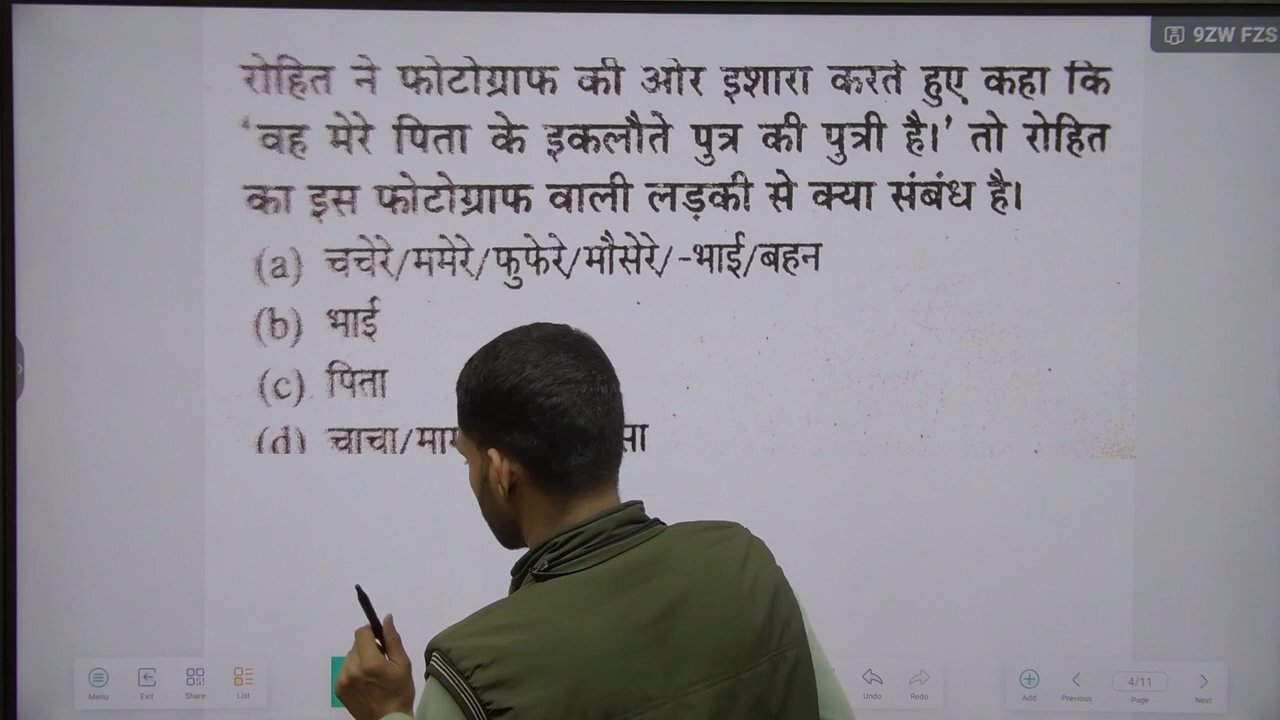 9ZW FZS
रोहित ने फोटोग्राफ की ओर इशारा करते हुए कहा कि
'वह मेरे पिता के इकलौते पुत्र की पुत्री है।' तो रोहित
का इस फोटोग्राफ वाली लड़की से क्या संबंध है।
(a) चचेरे/ममेरे/फुफेरे/मौसेरे/-भाई/बहन
(b) भाई
(c) पिता
(d) चाचा/
Menu Exit Share List Undo Redo Add Previous 4/11 Page Next